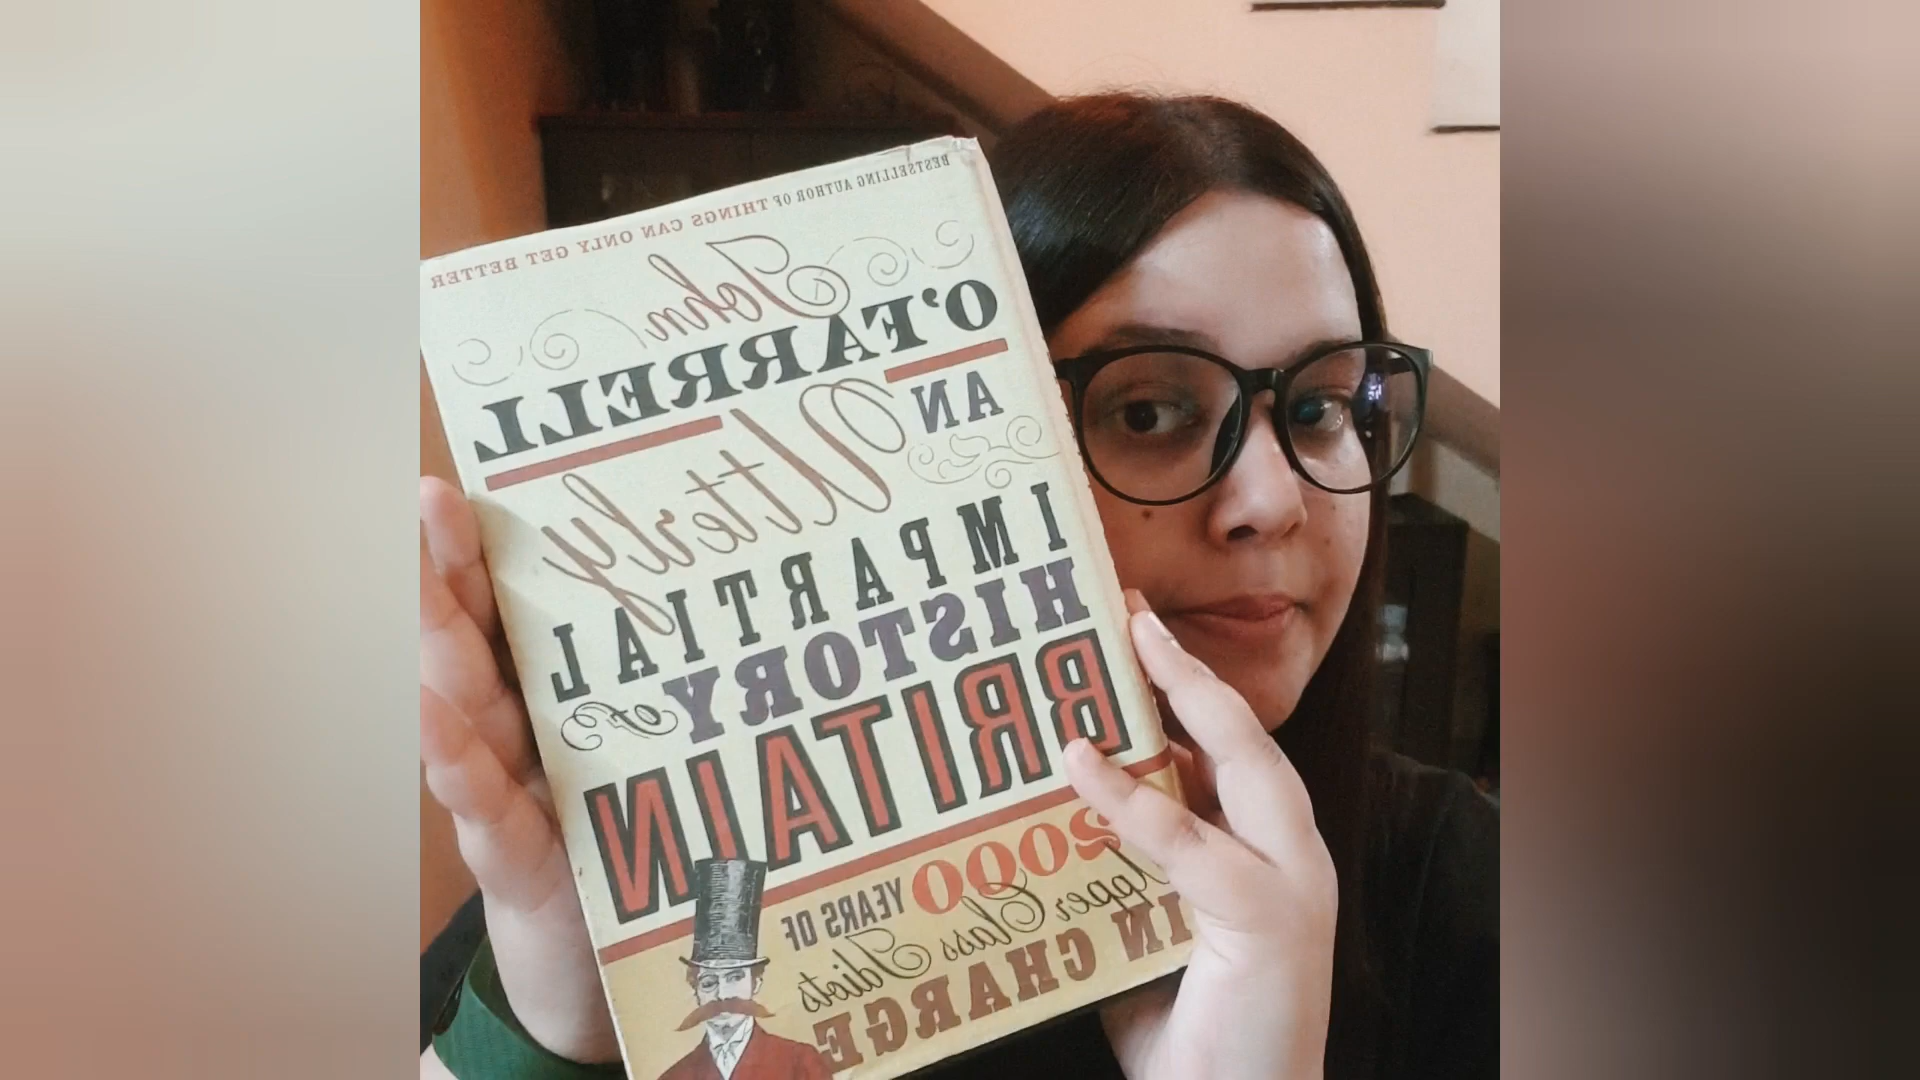 BESTSELLING AUTHOR OF THINGS CAN ONLY GET BETTER
John
O'FARRELL
AN Utterly
IMPARTIAL
HISTORY of
BRITAIN
2000 YEARS OF
Upper Class Idiots
IN CHARGE